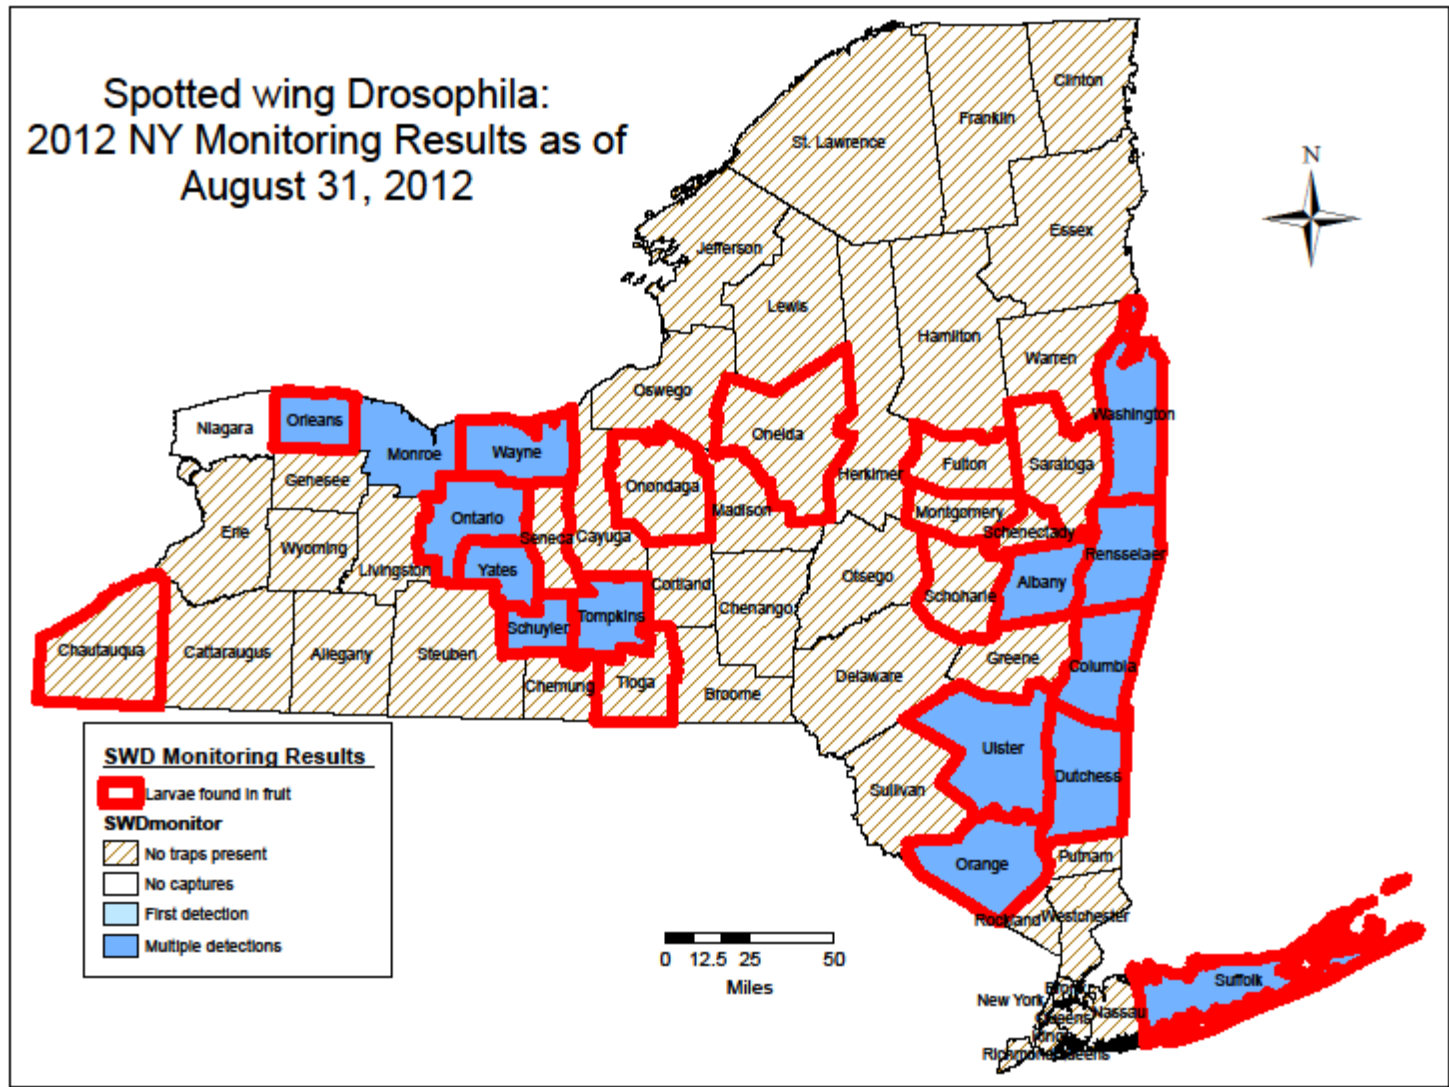 Spotted wing Drosophila:
2012 NY Monitoring Results as of
August 31, 2012
N
Clinton
Franklin
St. Lawrence
Essex
Jefferson
Lewis
Hamilton
Warren
Oswego
Washington
Orleans
Niagara
Monroe
Wayne
Oneida
Fulton
Saratoga
Herkimer
Genesee
Onondaga
Madison
Montgomery
Ontario
Erie
Wyoming
Seneca
Cayuga
Schenectady
Rensselaer
Livingston
Yates
Otsego
Albany
Cortland
Chenango
Schoharie
Schuyler
Tompkins
Chautauqua
Cattaraugus
Allegany
Steuben
Greene
Columbia
Chemung
Tioga
Broome
Delaware
Ulster
Dutchess
Sullivan
Orange
Putnam
Rockland
Westchester
Suffolk
New York
Nassau
SWD Monitoring Results
Larvae found in fruit
SWDmonitor
No traps present
No captures
First detection
Multiple detections
0 12.5 25 50
Miles